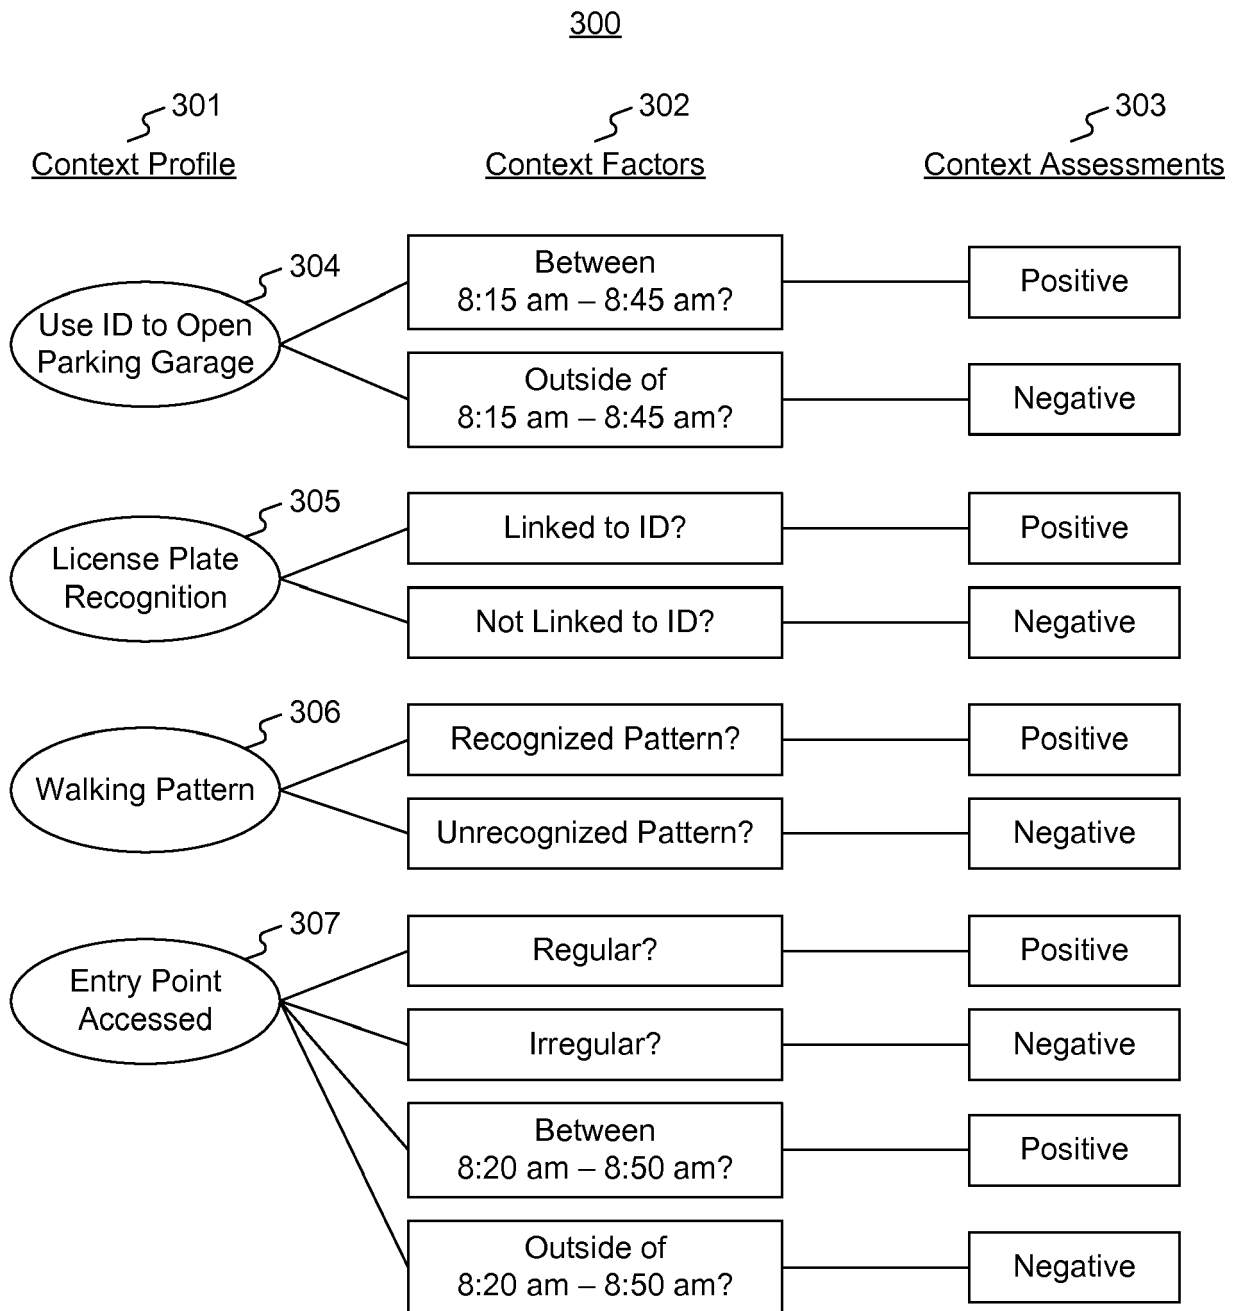 300
301
302
303
Context Profile
Context Factors
Context Assessments
304
Use ID to Open
Parking Garage
Between
8:15 am – 8:45 am?
Positive
Outside of
8:15 am – 8:45 am?
Negative
305
License Plate
Recognition
Linked to ID?
Positive
Not Linked to ID?
Negative
306
Walking Pattern
Recognized Pattern?
Positive
Unrecognized Pattern?
Negative
307
Entry Point
Accessed
Regular?
Positive
Irregular?
Negative
Between
8:20 am – 8:50 am?
Positive
Outside of
8:20 am – 8:50 am?
Negative